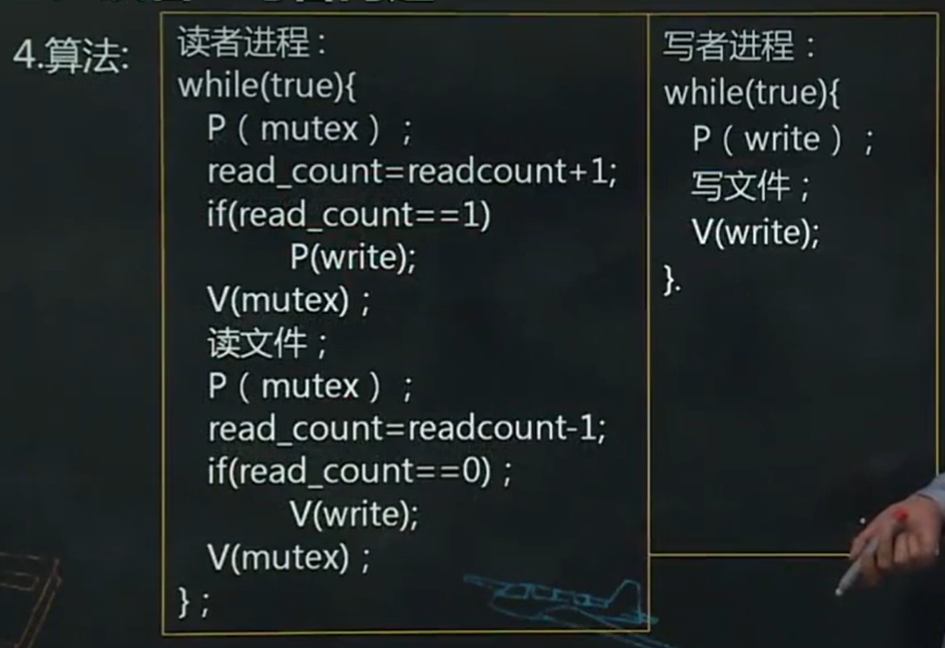 4.算法:
读者进程：
while(true){
P（mutex）；
read_count=readcount+1;
if(read_count==1)
P(write);
V(mutex)；
读文件；
P（mutex）；
read_count=readcount-1;
if(read_count==0)；
V(write);
V(mutex)；
}；
写者进程：
while(true){
P（write）；
写文件；
V(write);
}.